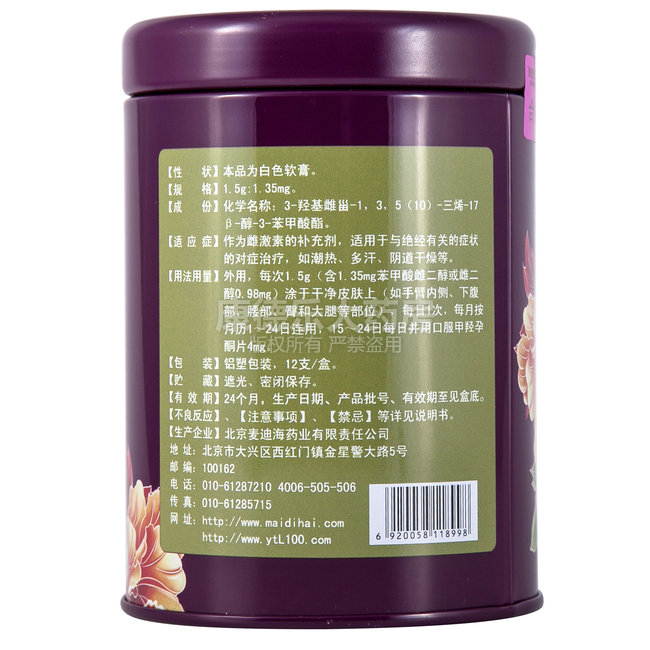 【性 状】本品为白色软膏。
【规 格】1.5g:1.35mg。
【成 份】化学名称：3-羟基雌甾-1，3，5（10）-三烯-17
β-醇-3-苯甲酸酯。
【适 应 症】作为雌激素的补充剂，适用于与绝经有关的症状
的对症治疗，如潮热、多汗、阴道干燥等。
【用法用量】外用，每次1.5g（含1.35mg苯甲酸雌二醇或雌二
醇0.98mg）涂于干净皮肤上（如手臂内侧、下腹
部、腰部、臀和大腿等部位），每日1次，每月按
月历1-24日连用，15-24日每日并用口服甲羟孕
酮片4mg。
康德乐大药房
版权所有 严禁盗用
【包 装】铝塑包装，12支/盒。
【贮 藏】遮光、密闭保存。
【有 效 期】24个月，生产日期、产品批号、有效期至见盒底。
【不良反应】、【注意事项】、【禁忌】等详见说明书。
【生产企业】北京麦迪海药业有限责任公司
地 址：北京市大兴区西红门镇金星警大路5号
邮 编：100162
电 话：010-61287210 4006-505-506
传 真：010-61285715
网 址：http://www.maidihai.com
http://www.ytL100.com
6 920058 118998